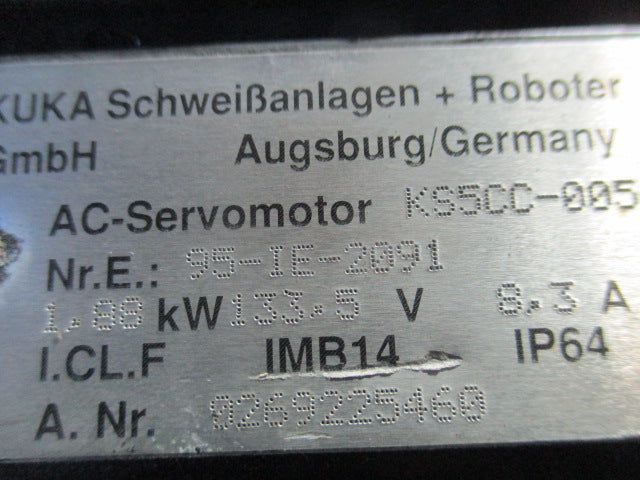 KUKA Schweißanlagen + Roboter
GmbH Augsburg/Germany
AC-Servomotor KS5CC-005
Nr.E.: 95-IE-2091
1,88 kW 133,5 V 8,3 A
I.CL.F IMB14 IP64
A. Nr. 0269225460